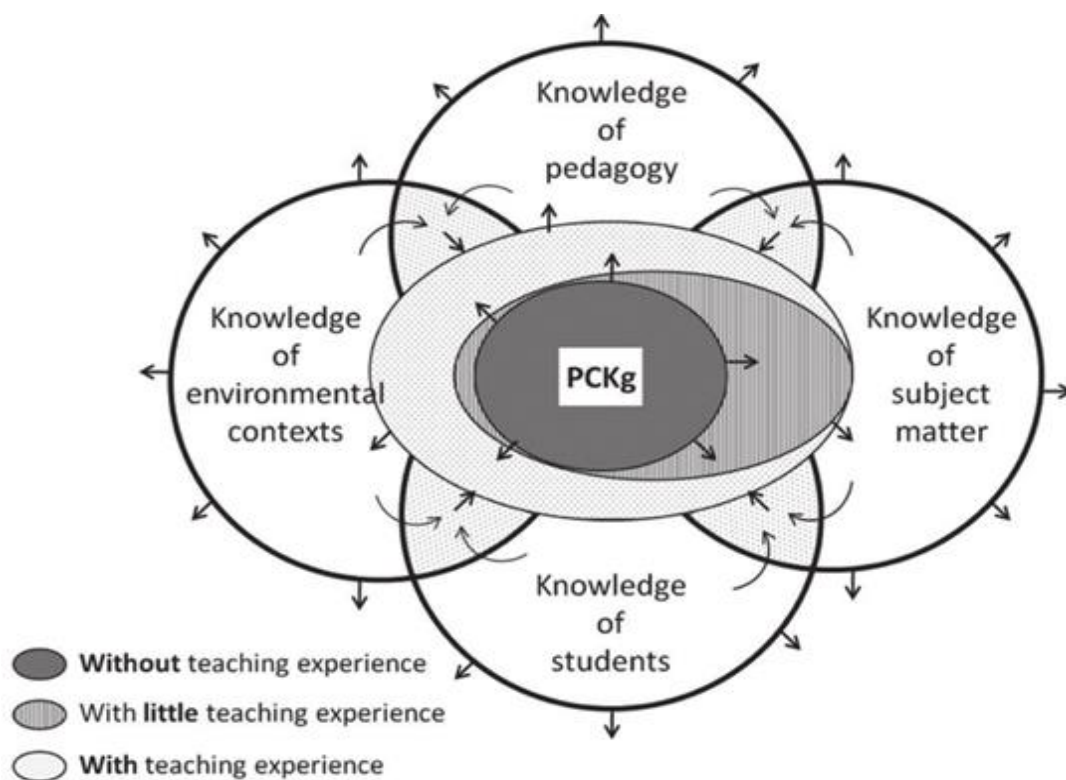 Knowledge
of
pedagogy
Knowledge
of
environmental
contexts
PCKg
Knowledge
of
subject
matter
Knowledge
of
students
Without teaching experience
With little teaching experience
With teaching experience